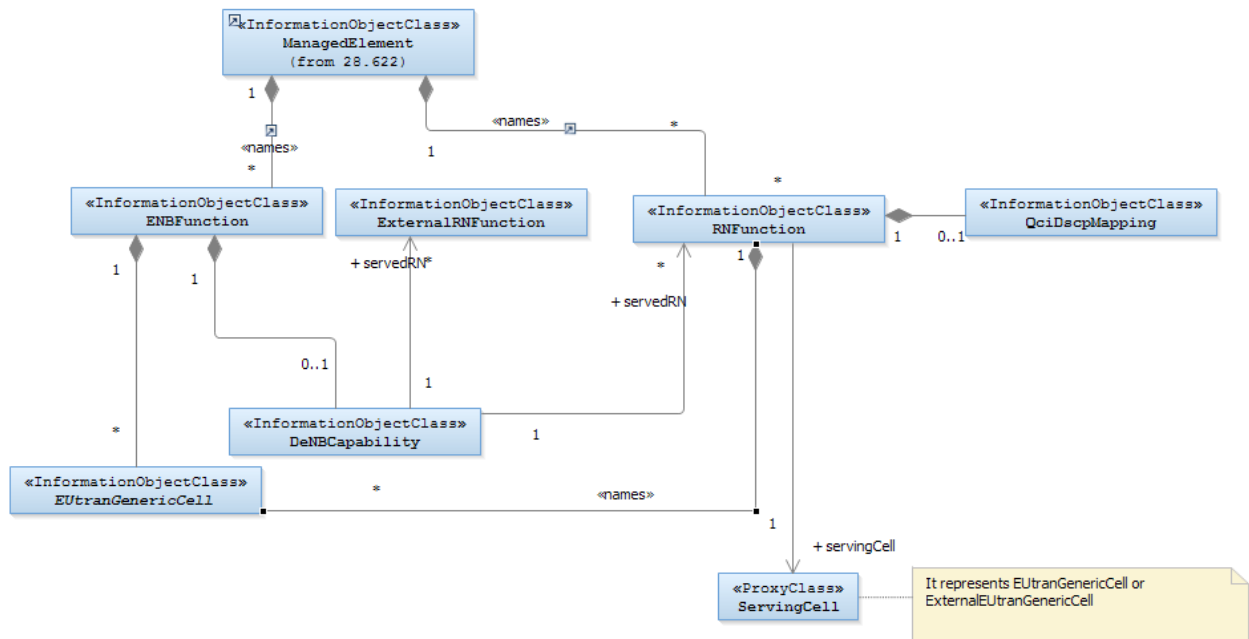 «InformationObjectClass»
ManagedElement
(from 28.622)
1
«names»
*
1
«names»
*
*
«InformationObjectClass»
ENBFunction
«InformationObjectClass»
ExternalRNFunction
«InformationObjectClass»
RNFunction
«InformationObjectClass»
QciDscpMapping
1
0..1
1
1
+ servedRN*
*
1
+ servedRN
0..1
1
1
«InformationObjectClass»
DeNBCapability
*
«InformationObjectClass»
EUtranGenericCell
*
«names»
1
+ servingCell
«ProxyClass»
ServingCell
It represents EUtranGenericCell or
ExternalEUtranGenericCell